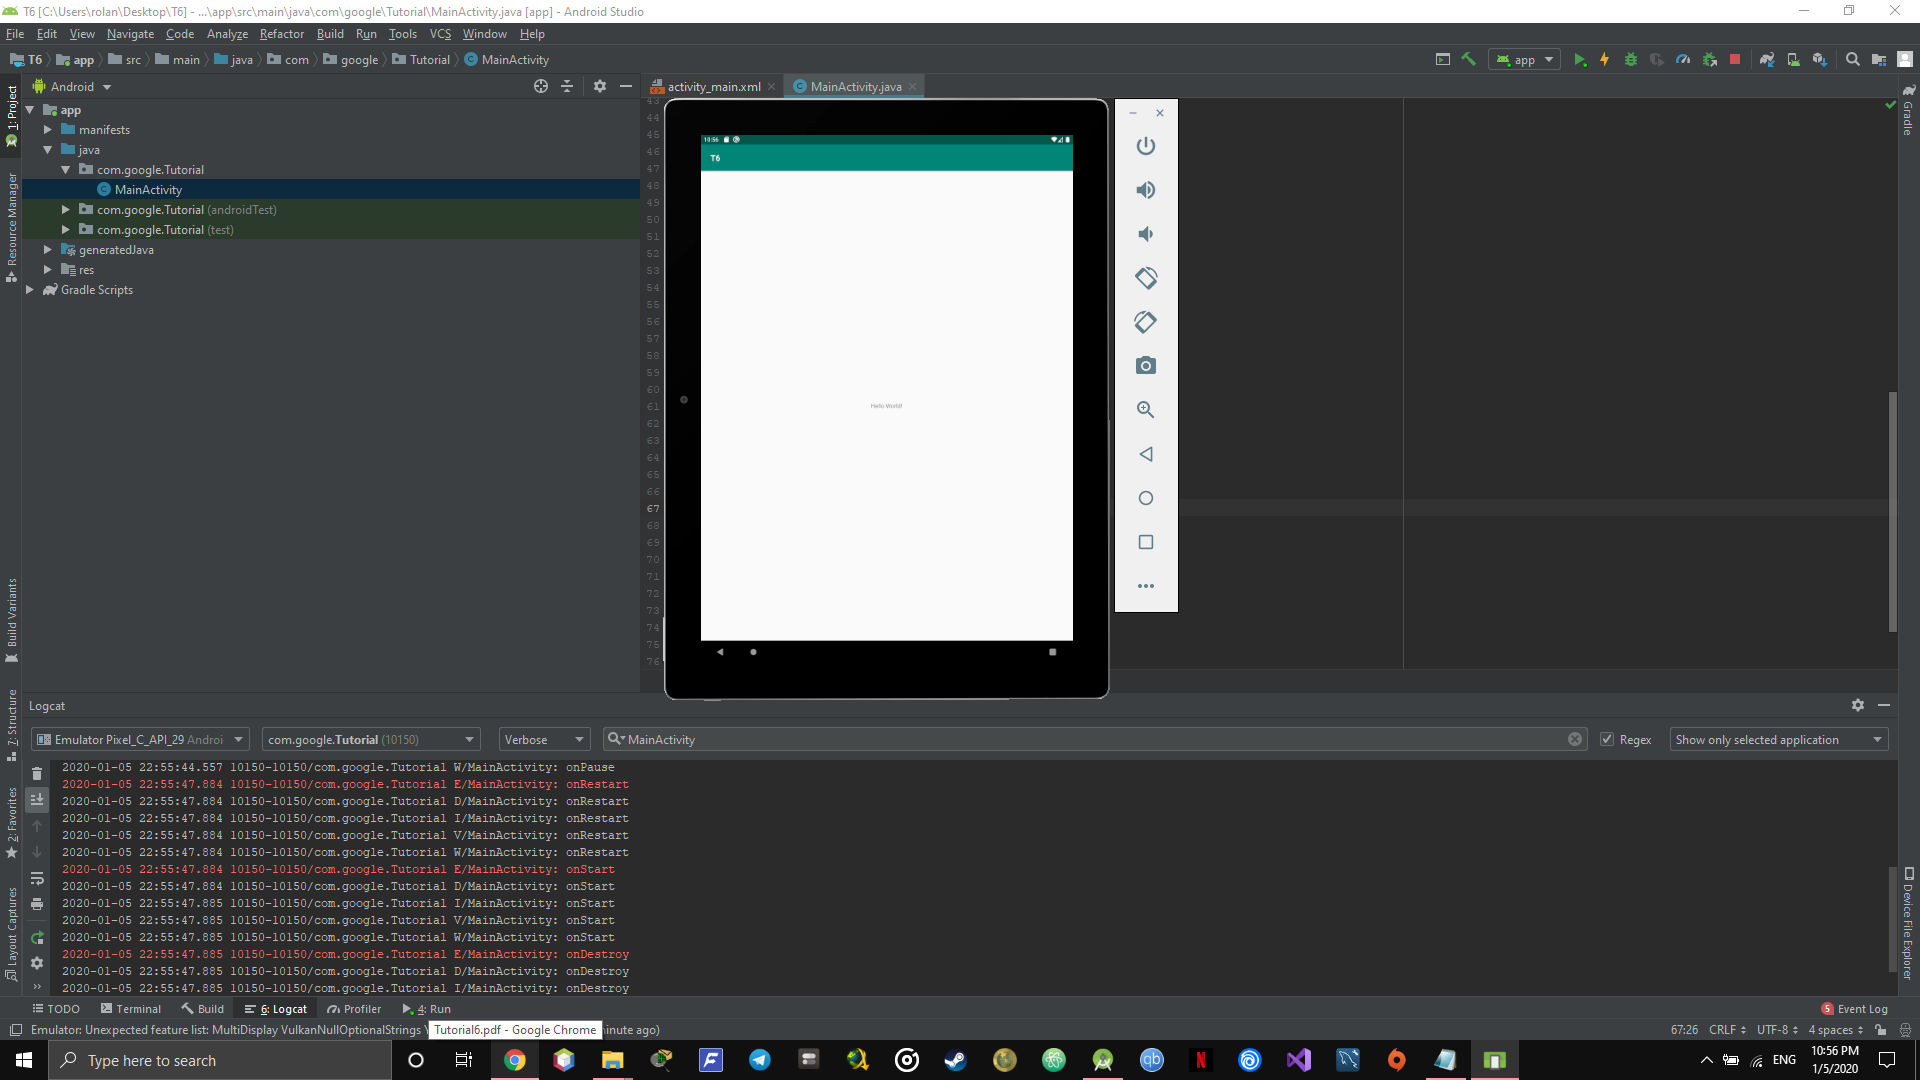 T6 [C:\Users\rolan\Desktop\T6] - ...\app\src\main\java\com\google\Tutorial\MainActivity.java [app] - Android Studio
File Edit View Navigate Code Analyze Refactor Build Run Tools VCS Window Help
T6 app src main java com google Tutorial MainActivity
app
Android
activity_main.xml MainActivity.java
1: Project
Resource Manager
Build Variants
7: Structure
2: Favorites
Layout Captures
app
manifests
java
com.google.Tutorial
MainActivity
com.google.Tutorial (androidTest)
com.google.Tutorial (test)
generatedJava
res
Gradle Scripts
43
44
45
46
47
48
49
50
51
52
53
54
55
56
57
58
59
60
61
62
63
64
65
66
67
68
69
70
71
72
73
74
75
76
10:56
T6
Hello World!
Gradle
Device File Explorer
Logcat
Emulator Pixel_C_API_29 Androi com.google.Tutorial (10150) Verbose MainActivity Regex Show only selected application
2020-01-05 22:55:44.557 10150-10150/com.google.Tutorial W/MainActivity: onPause
2020-01-05 22:55:47.884 10150-10150/com.google.Tutorial E/MainActivity: onRestart
2020-01-05 22:55:47.884 10150-10150/com.google.Tutorial D/MainActivity: onRestart
2020-01-05 22:55:47.884 10150-10150/com.google.Tutorial I/MainActivity: onRestart
2020-01-05 22:55:47.884 10150-10150/com.google.Tutorial V/MainActivity: onRestart
2020-01-05 22:55:47.884 10150-10150/com.google.Tutorial W/MainActivity: onRestart
2020-01-05 22:55:47.884 10150-10150/com.google.Tutorial E/MainActivity: onStart
2020-01-05 22:55:47.884 10150-10150/com.google.Tutorial D/MainActivity: onStart
2020-01-05 22:55:47.885 10150-10150/com.google.Tutorial I/MainActivity: onStart
2020-01-05 22:55:47.885 10150-10150/com.google.Tutorial V/MainActivity: onStart
2020-01-05 22:55:47.885 10150-10150/com.google.Tutorial W/MainActivity: onStart
2020-01-05 22:55:47.885 10150-10150/com.google.Tutorial E/MainActivity: onDestroy
2020-01-05 22:55:47.885 10150-10150/com.google.Tutorial D/MainActivity: onDestroy
2020-01-05 22:55:47.885 10150-10150/com.google.Tutorial I/MainActivity: onDestroy
TODO Terminal Build 6: Logcat Profiler 4: Run 5 Event Log
Emulator: Unexpected feature list: MultiDisplay VulkanNullOptionalStrings Tutorial6.pdf - Google Chrome inute ago) 67:26 CRLF UTF-8 4 spaces
Type here to search
qb
ENG
10:56 PM
1/5/2020